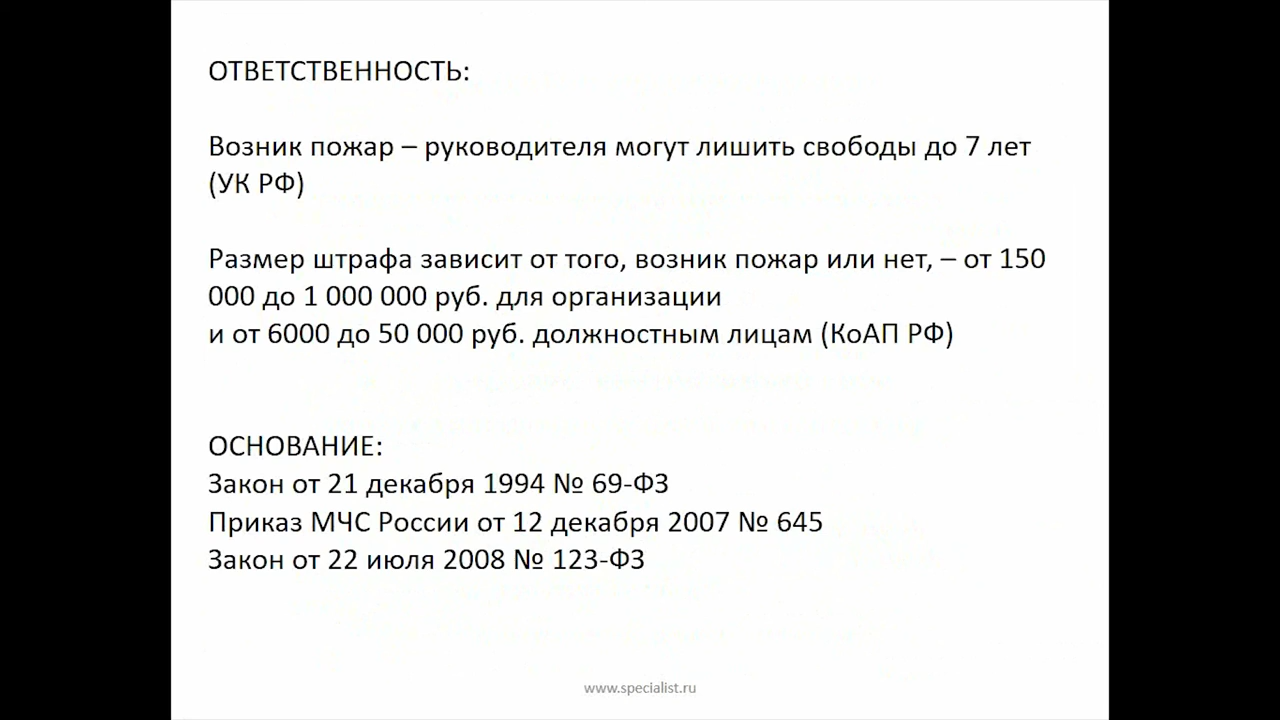 ОТВЕТСТВЕННОСТЬ:
Возник пожар – руководителя могут лишить свободы до 7 лет
(УК РФ)
Размер штрафа зависит от того, возник пожар или нет, – от 150
000 до 1 000 000 руб. для организации
и от 6000 до 50 000 руб. должностным лицам (КоАП РФ)
ОСНОВАНИЕ:
Закон от 21 декабря 1994 № 69-ФЗ
Приказ МЧС России от 12 декабря 2007 № 645
Закон от 22 июля 2008 № 123-ФЗ
www.specialist.ru